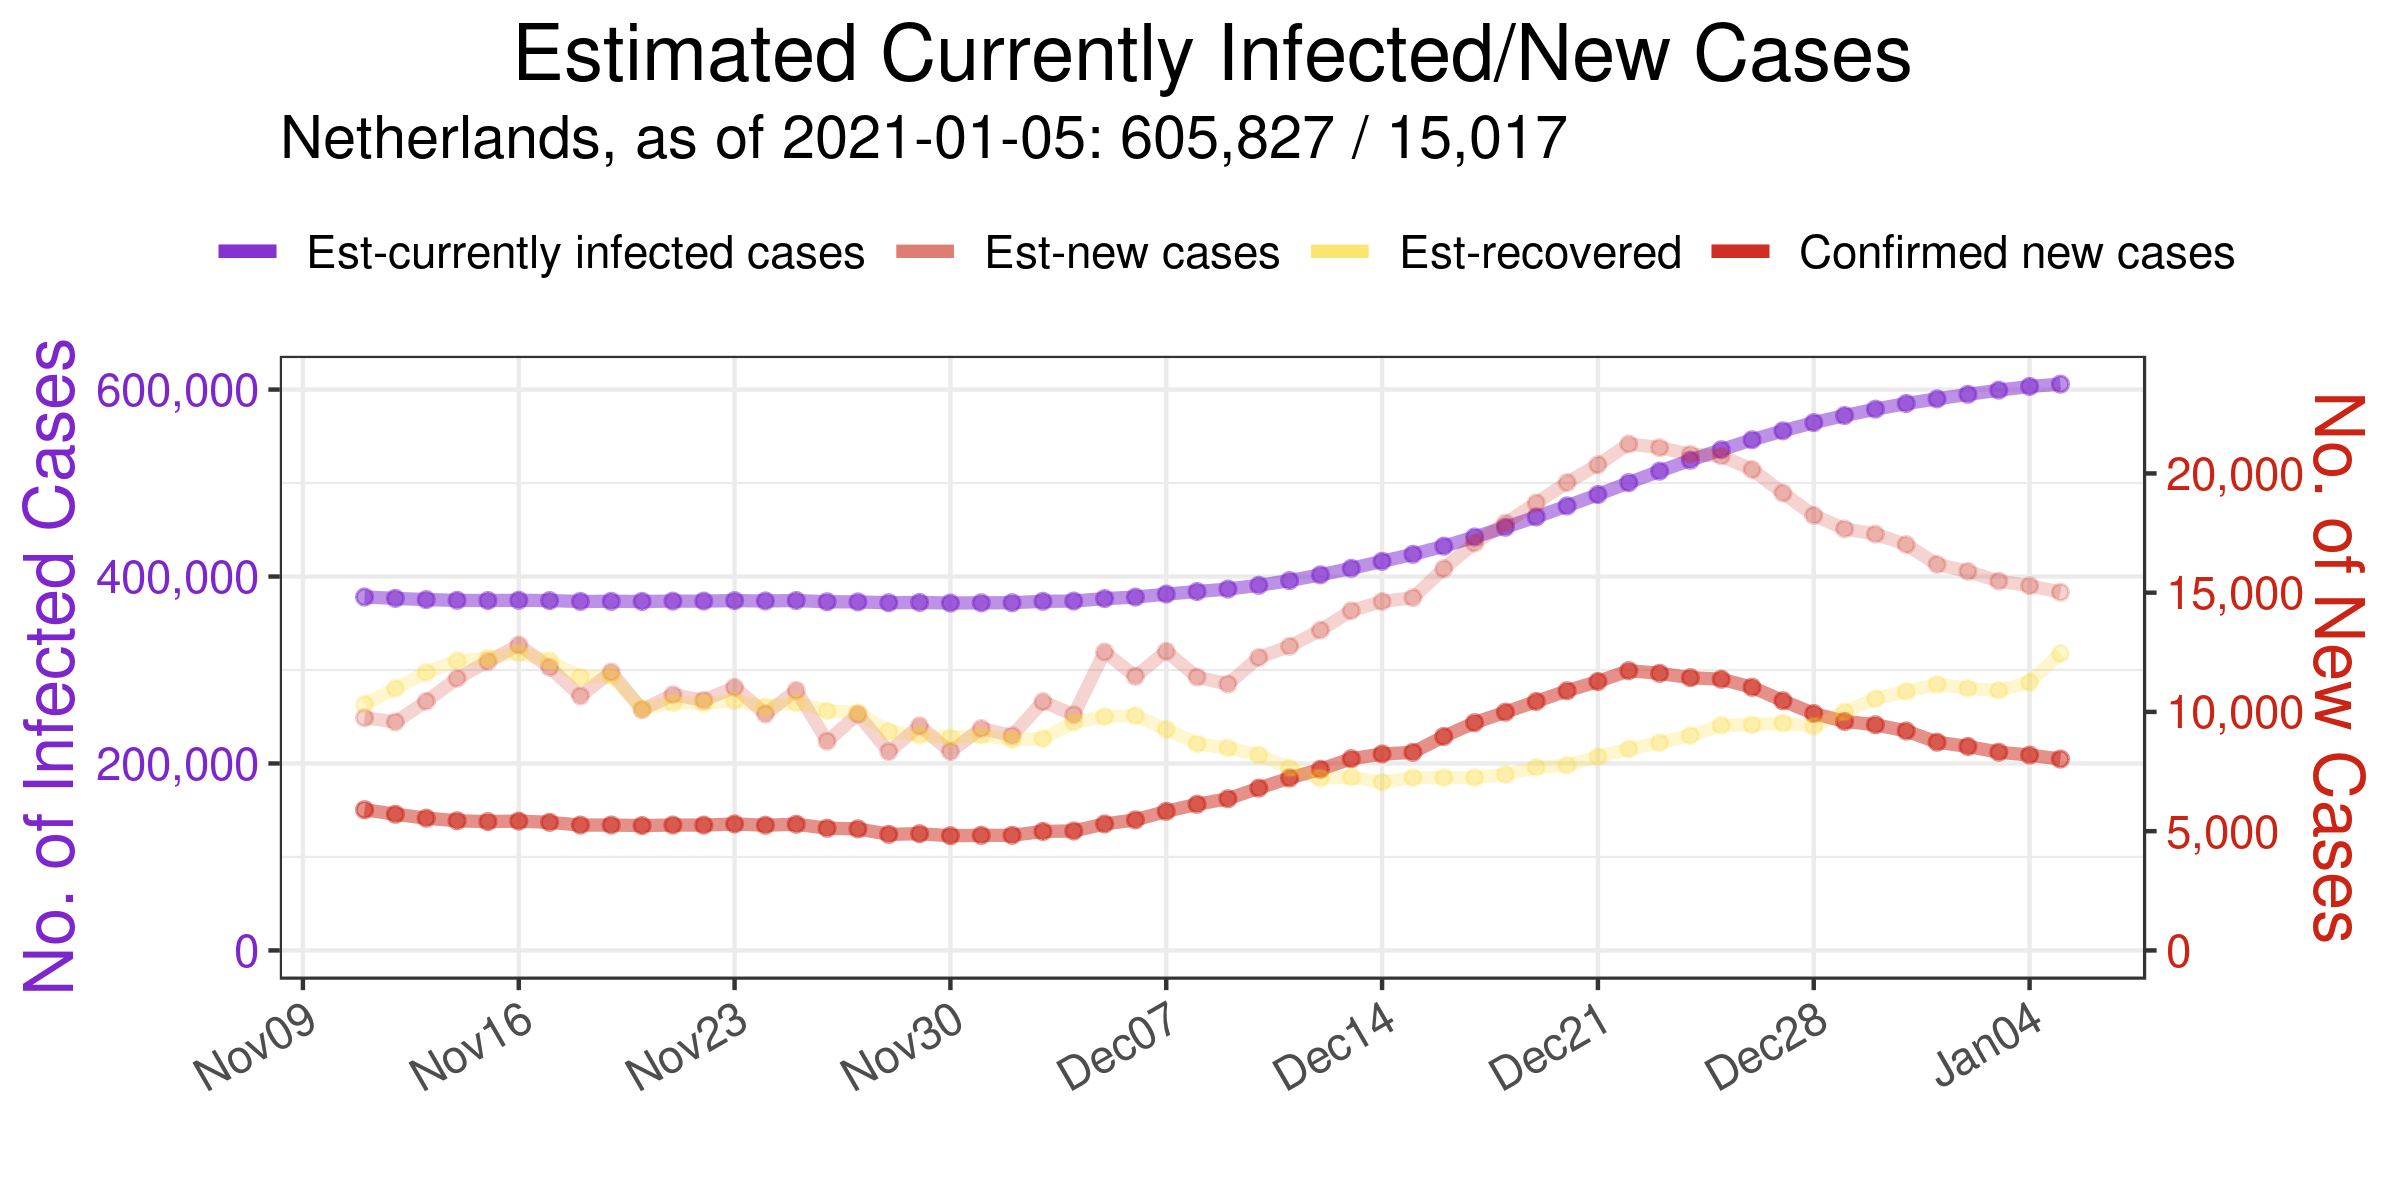 Estimated Currently Infected/New Cases
Netherlands, as of 2021-01-05: 605,827 / 15,017
Est-currently infected cases Est-new cases Est-recovered Confirmed new cases
No. of Infected Cases
600,000
400,000
200,000
0
20,000
15,000
10,000
5,000
0
No. of New Cases
Nov09 Nov16 Nov23 Nov30 Dec07 Dec14 Dec21 Dec28 Jan04